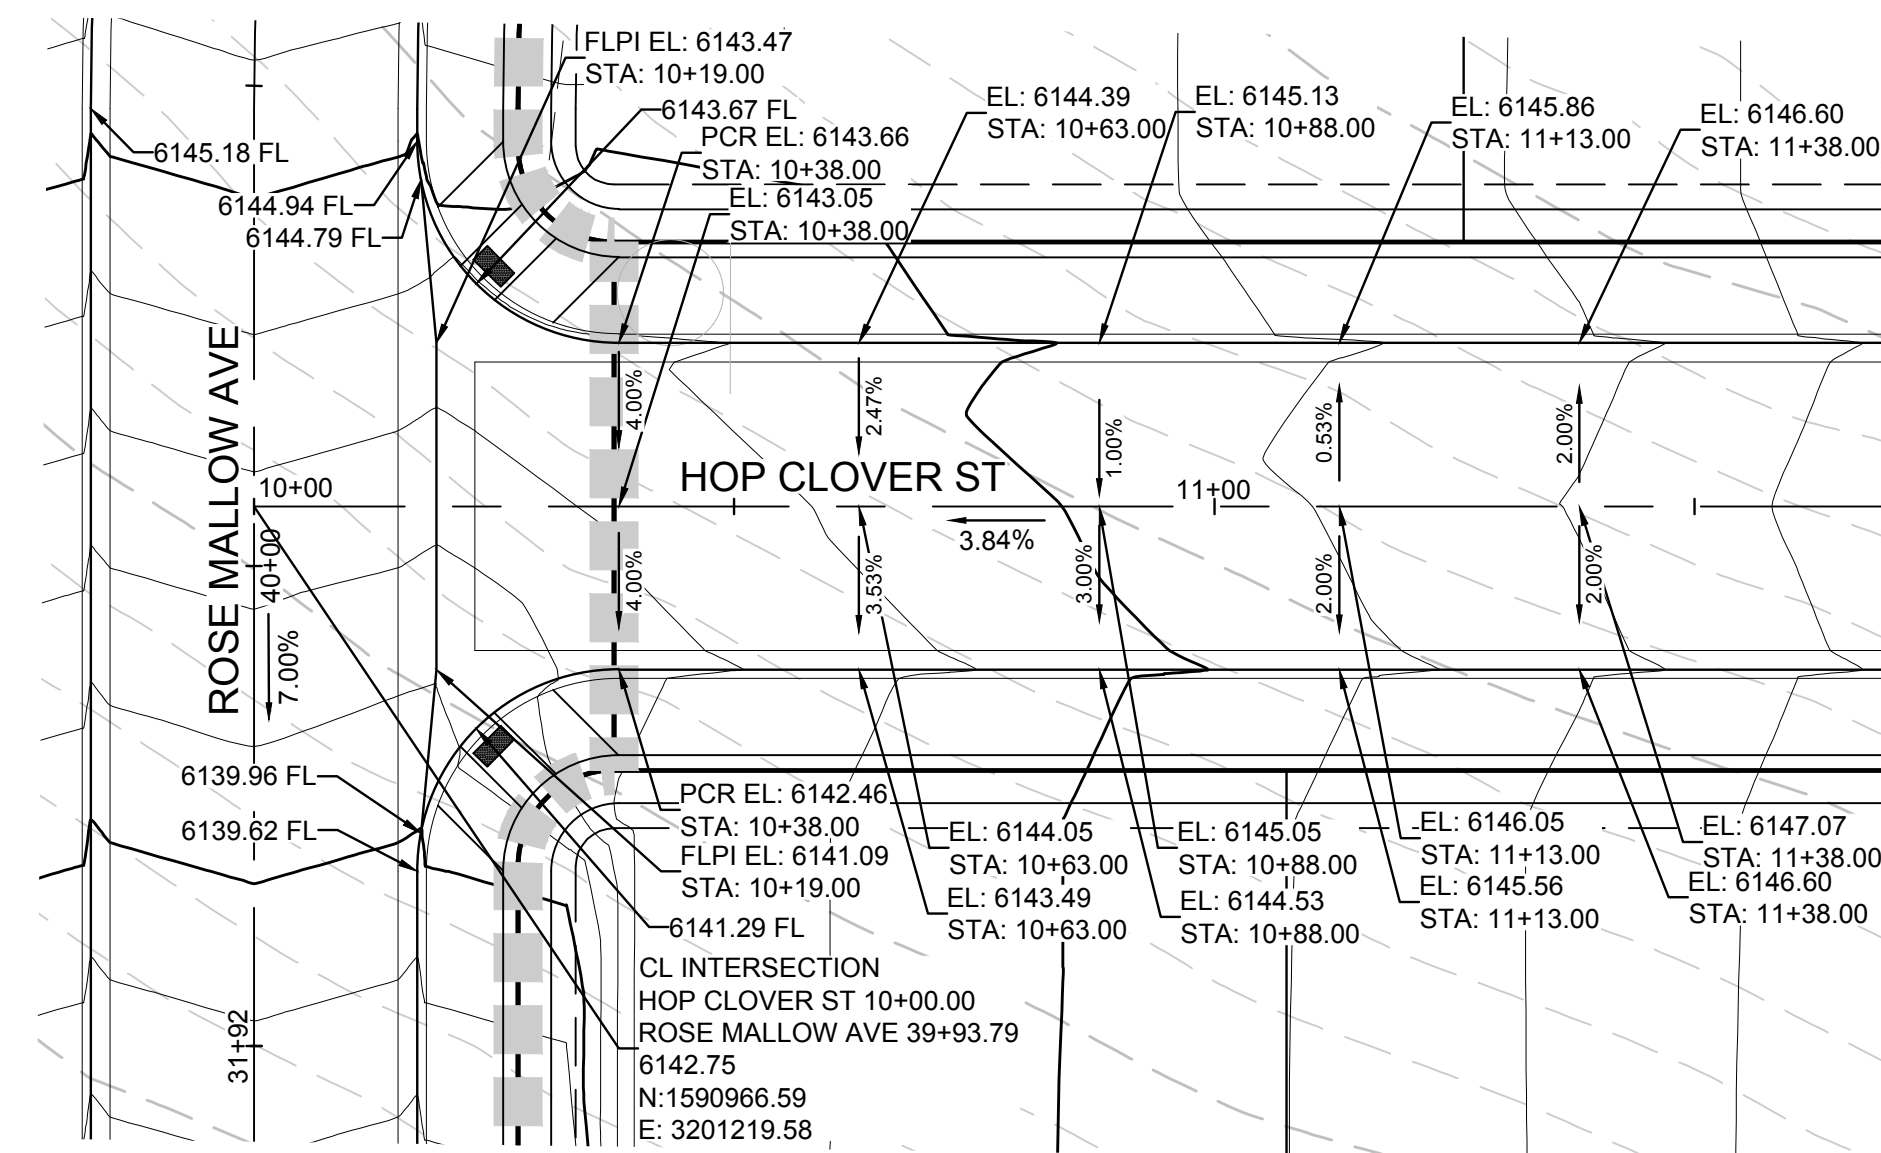 FLPI EL: 6143.47
STA: 10+19.00
6143.67 FL
PCR EL: 6143.66
STA: 10+38.00
EL: 6143.05
STA: 10+38.00
EL: 6144.39
STA: 10+63.00
EL: 6145.13
STA: 10+88.00
EL: 6145.86
STA: 11+13.00
EL: 6146.60
STA: 11+38.00
6145.18 FL
6144.94 FL
6144.79 FL
ROSE MALLOW AVE
10+00
40+00
7.00%
31+92
HOP CLOVER ST
11+00
3.84%
4.00%
2.47%
1.00%
0.53%
2.00%
4.00%
3.53%
3.00%
2.00%
2.00%
6139.96 FL
6139.62 FL
PCR EL: 6142.46
STA: 10+38.00
FLPI EL: 6141.09
STA: 10+19.00
6141.29 FL
EL: 6144.05
STA: 10+63.00
EL: 6143.49
STA: 10+63.00
EL: 6145.05
STA: 10+88.00
EL: 6144.53
STA: 10+88.00
EL: 6146.05
STA: 11+13.00
EL: 6145.56
STA: 11+13.00
EL: 6147.07
STA: 11+38.00
EL: 6146.60
STA: 11+38.00
CL INTERSECTION
HOP CLOVER ST 10+00.00
ROSE MALLOW AVE 39+93.79
6142.75
N:1590966.59
E: 3201219.58